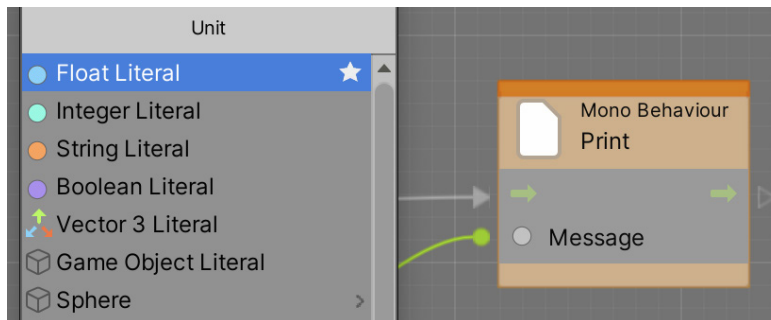 Unit
Float Literal
Integer Literal
String Literal
Boolean Literal
Vector 3 Literal
Game Object Literal
Sphere
Mono Behaviour
Print
Message